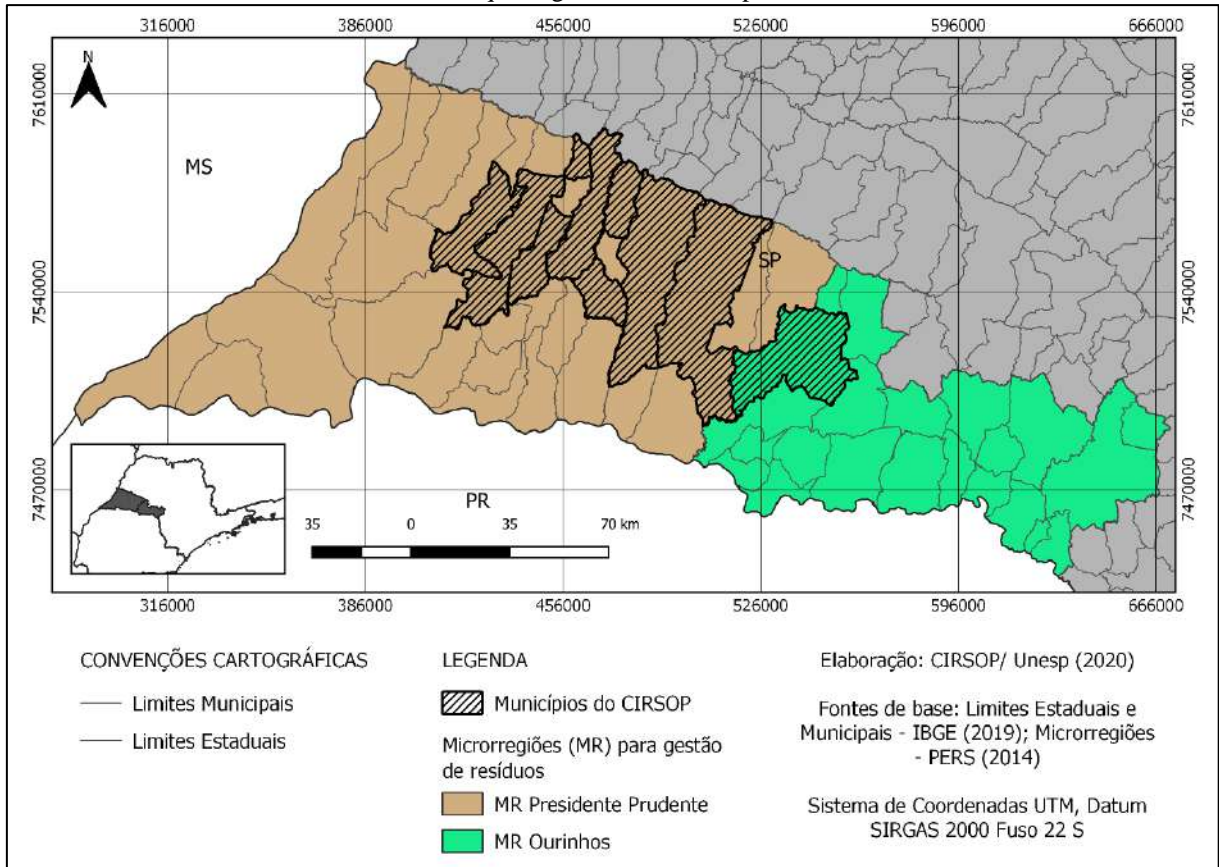 316000 386000 456000 526000 596000 666000
N
7610000
7610000
MS
SP
7540000
7540000
7470000
7470000
PR
35 0 35 70 km
316000 386000 456000 526000 596000 666000
CONVENÇÕES CARTOGRÁFICAS
Limites Municipais
Limites Estaduais
LEGENDA
Municípios do CIRSOP
Microrregiões (MR) para gestão
de resíduos
MR Presidente Prudente
MR Ourinhos
Elaboração: CIRSOP/ Unesp (2020)
Fontes de base: Limites Estaduais e
Municipais - IBGE (2019); Microrregiões
- PERS (2014)
Sistema de Coordenadas UTM, Datum
SIRGAS 2000 Fuso 22 S